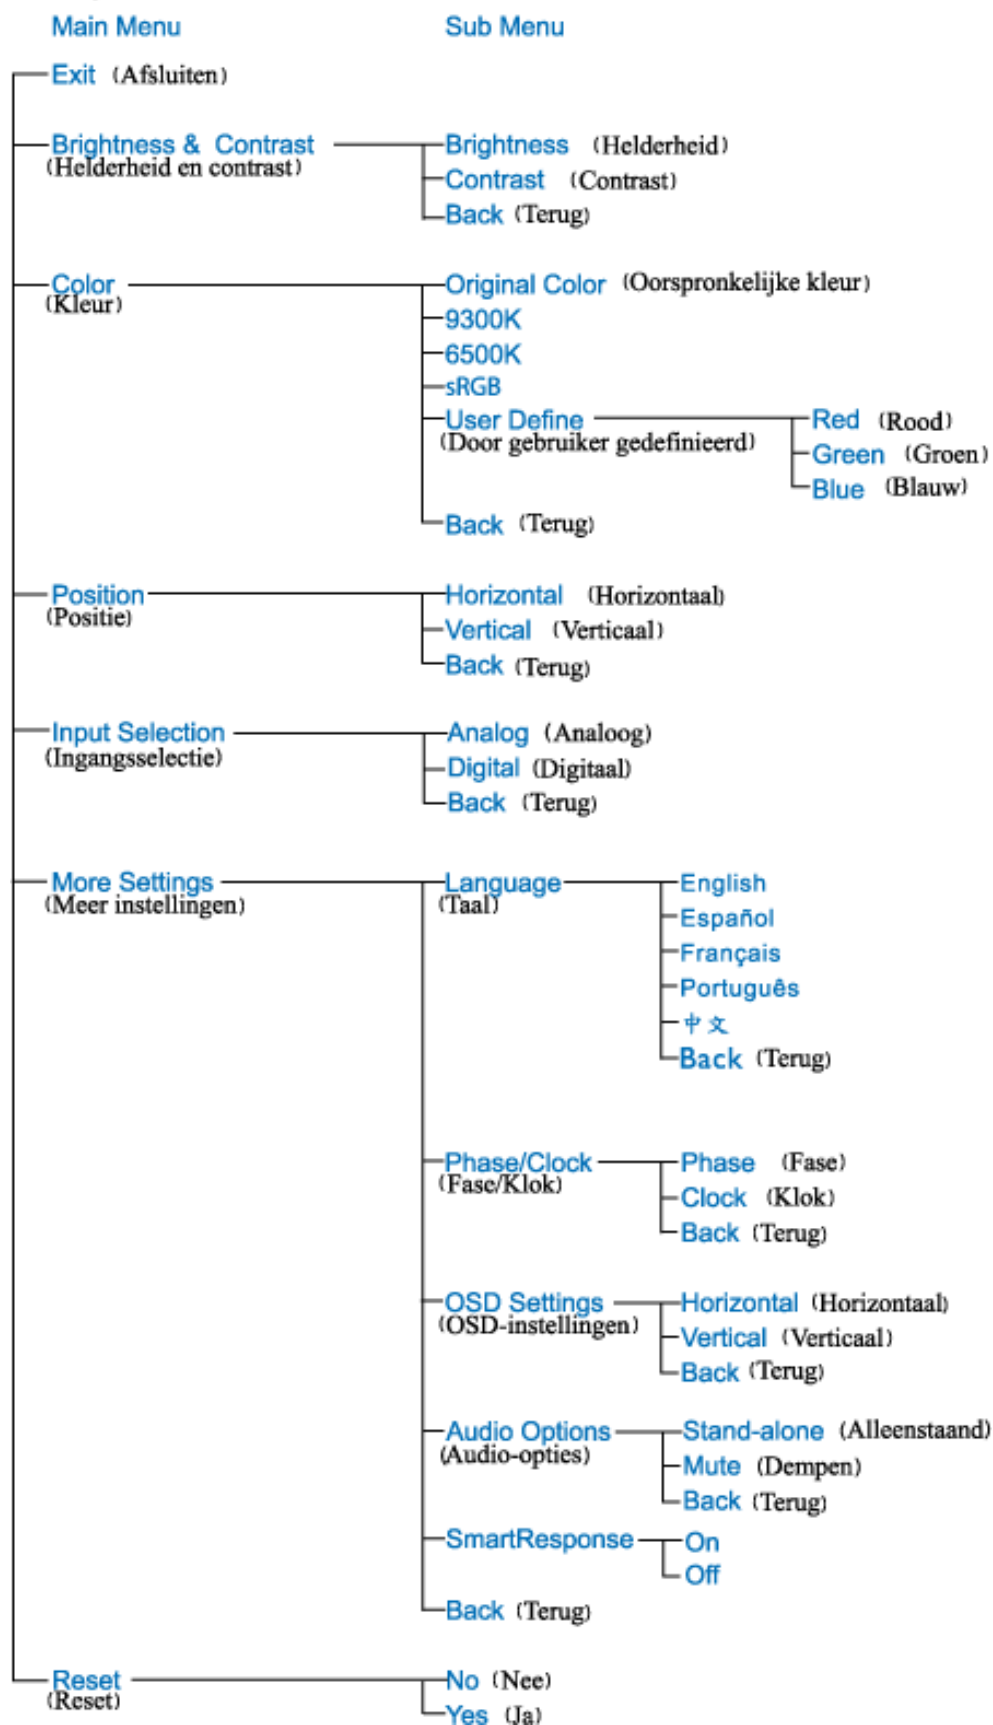 Main Menu Sub Menu
Exit (Afsluiten)
Brightness & Contrast Brightness (Helderheid)
(Helderheid en contrast)
Contrast (Contrast)
Back (Terug)
Color Original Color (Oorspronkelijke kleur)
(Kleur)
9300K
6500K
sRGB
User Define Red (Rood)
(Door gebruiker gedefinieerd)
Green (Groen)
Blue (Blauw)
Back (Terug)
Position Horizontal (Horizontaal)
(Positie)
Vertical (Verticaal)
Back (Terug)
Input Selection Analog (Analoog)
(Ingangsselectie)
Digital (Digitaal)
Back (Terug)
More Settings Language English
(Meer instellingen) (Taal)
Español
Français
Português
中文
Back (Terug)
Phase/Clock Phase (Fase)
(Fase/Klok)
Clock (Klok)
Back (Terug)
OSD Settings Horizontal (Horizontaal)
(OSD-instellingen)
Vertical (Verticaal)
Back (Terug)
Audio Options Stand-alone (Alleenstaand)
(Audio-opties)
Mute (Dempen)
Back (Terug)
SmartResponse On
Off
Back (Terug)
Reset No (Nee)
(Reset)
Yes (Ja)